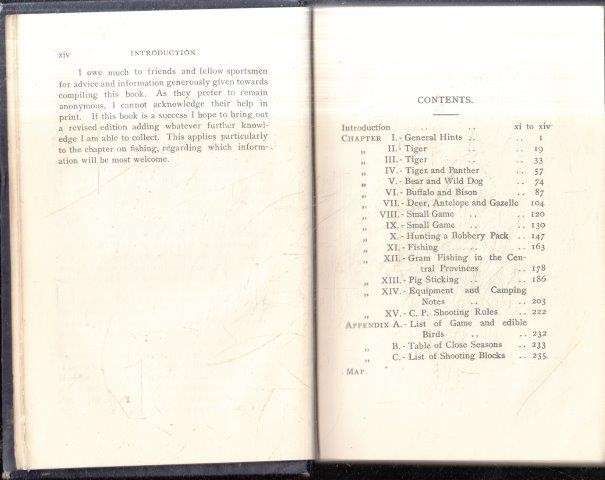 xiv INTRODUCTION
I owe much to friends and fellow sportsmen
for advice and information generously given towards
compiling this book. As they prefer to remain
anonymous, I cannot acknowledge their help in
print. If this book is a success I hope to bring out
a revised edition adding whatever further knowl-
edge I am able to collect. This applies particularly
to the chapter on fishing, regarding which inform-
ation will be most welcome.
CONTENTS.
Introduction .. .. xi to xiv
CHAPTER I.-General Hints .. .. 1
„ II.-Tiger .. .. 19
„ III.-Tiger .. .. 33
„ IV.-Tiger and Panther .. 57
„ V.-Bear and Wild Dog .. 74
„ VI.-Buffalo and Bison .. 87
„ VII.-Deer, Antelope and Gazelle 104
„ VIII.-Small Game .. .. 120
„ IX.-Small Game .. .. 130
„ X.-Hunting a Robbery Pack .. 147
„ XI.-Fishing .. .. 163
„ XII.-Gram Fishing in the Cen-
tral Provinces .. 178
„ XIII.-Pig Sticking .. .. 186
„ XIV.-Equipment and Camping
Notes .. .. 203
„ XV.-C. P. Shooting Rules .. 222
APPENDIX A.-List of Game and edible
Birds .. .. 232
„ B.-Table of Close Seasons .. 233
„ C.-List of Shooting Blocks .. 235
MAP